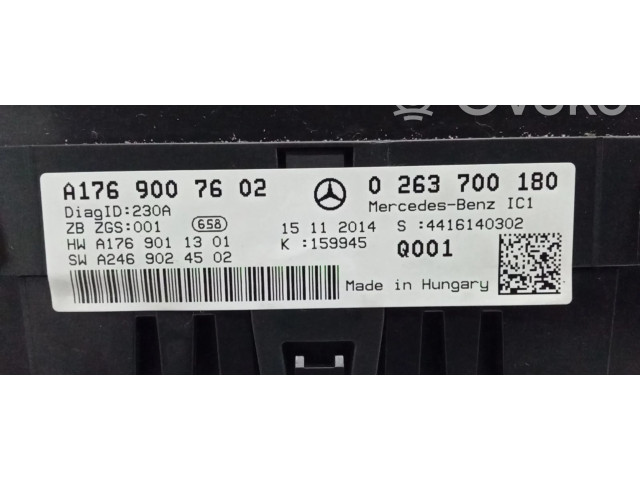 A176 900 76 02 0 263 700 180
DiagID:230A Mercedes-Benz IC1
ZB ZGS:001 658 15 11 2014 S :4416140302
HW A176 901 13 01 K :159945 Q001
SW A246 902 45 02
Made in Hungary